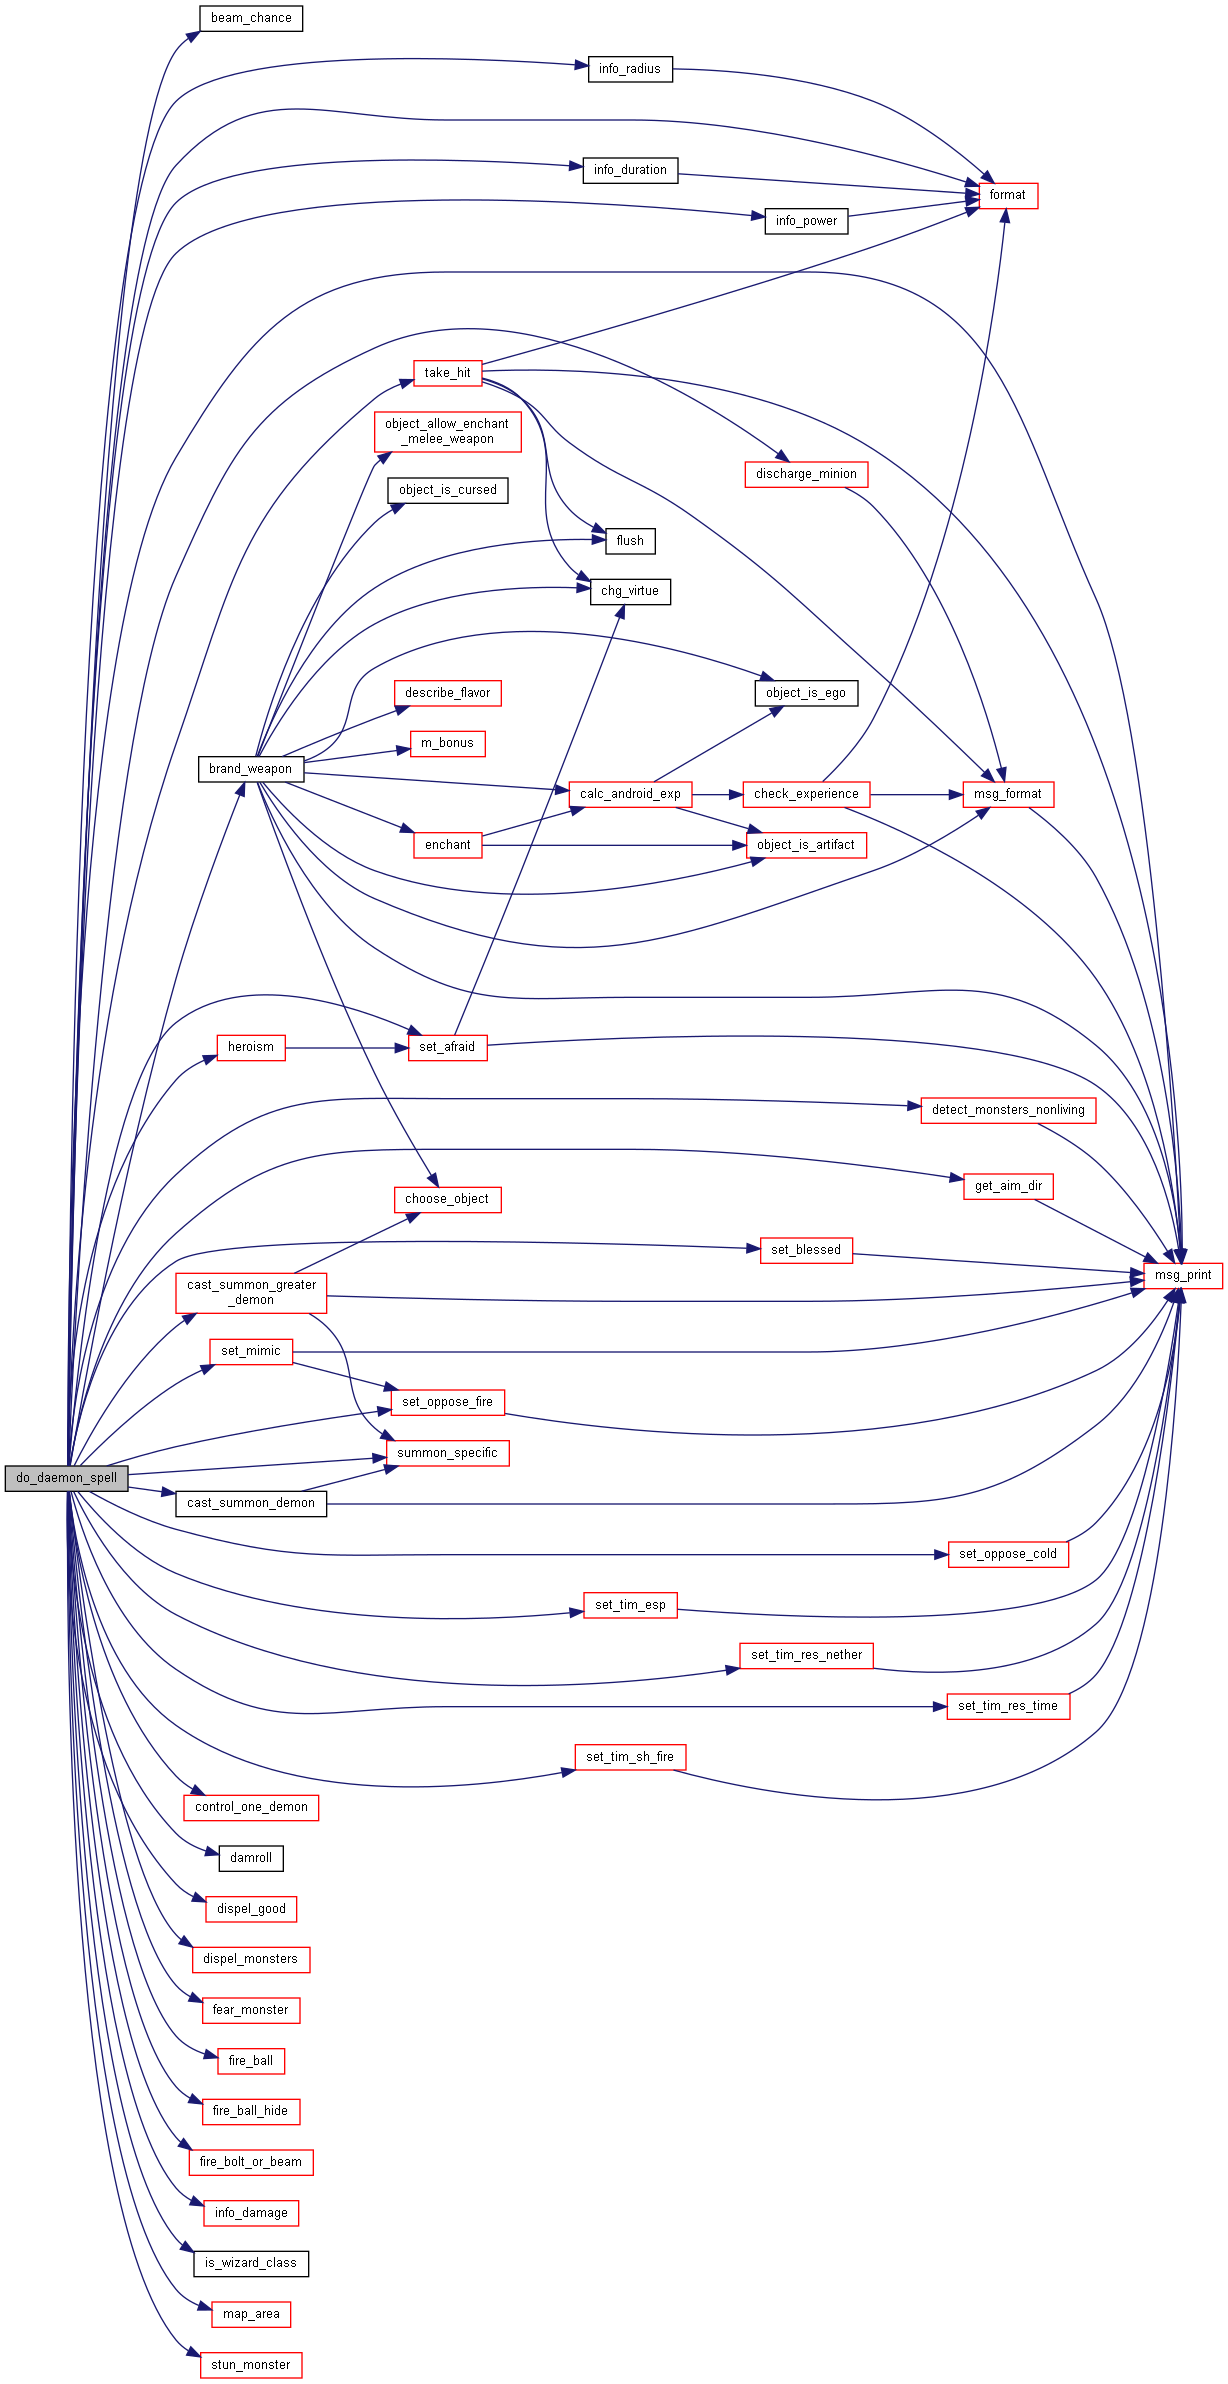 beam_chance
info_radius
info_duration
format
info_power
take_hit
object_allow_enchant
_melee_weapon
discharge_minion
object_is_cursed
flush
chg_virtue
describe_flavor
object_is_ego
m_bonus
brand_weapon
calc_android_exp
check_experience
msg_format
enchant
object_is_artifact
heroism
set_afraid
detect_monsters_nonliving
get_aim_dir
choose_object
set_blessed
msg_print
cast_summon_greater
_demon
set_mimic
set_oppose_fire
summon_specific
do_daemon_spell
cast_summon_demon
set_oppose_cold
set_tim_esp
set_tim_res_nether
set_tim_res_time
set_tim_sh_fire
control_one_demon
damroll
dispel_good
dispel_monsters
fear_monster
fire_ball
fire_ball_hide
fire_bolt_or_beam
info_damage
is_wizard_class
map_area
stun_monster